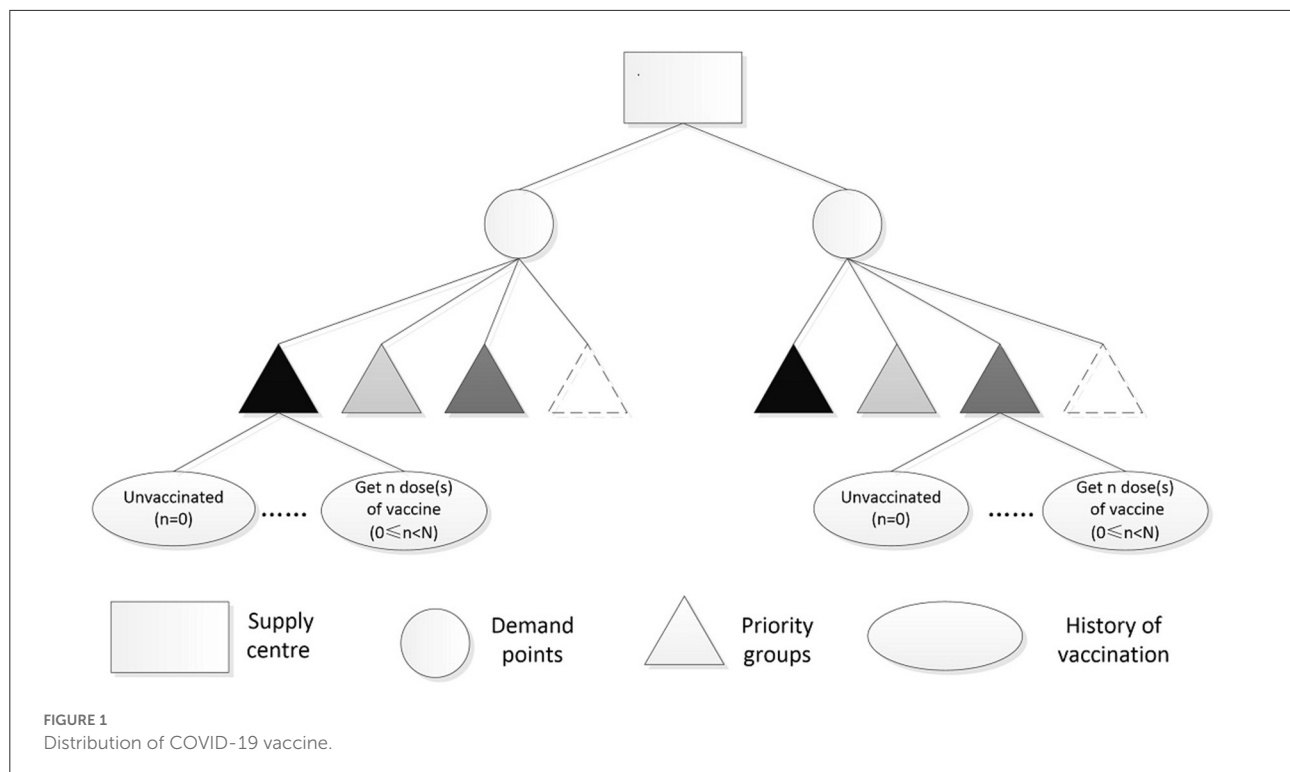 Unvaccinated
(n=0)
......
Get n dose(s)
of vaccine
(0≤n<N)
Unvaccinated
(n=0)
......
Get n dose(s)
of vaccine
(0≤n<N)
Supply
centre
Demand
points
Priority
groups
History of
vaccination
FIGURE 1
Distribution of COVID-19 vaccine.